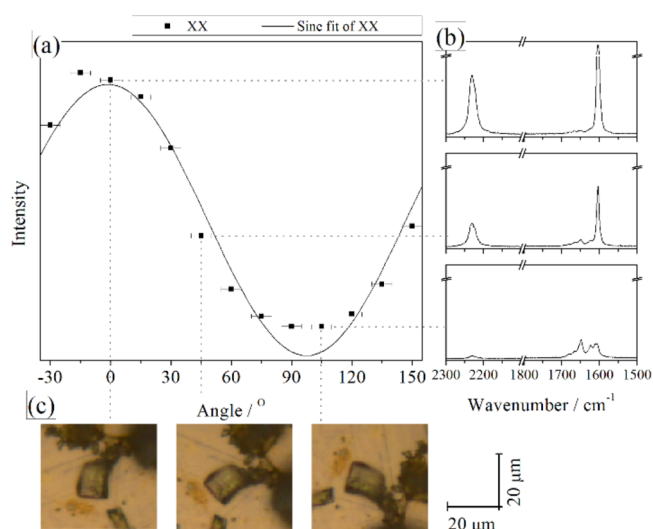 XX Sine fit of XX
(a)
(b)
Intensity
-30 0 30 60 90 120 150
Angle / °
2300 2200 1800 1700 1600 1500
Wavenumber / cm⁻¹
(c)
20 µm
20 µm